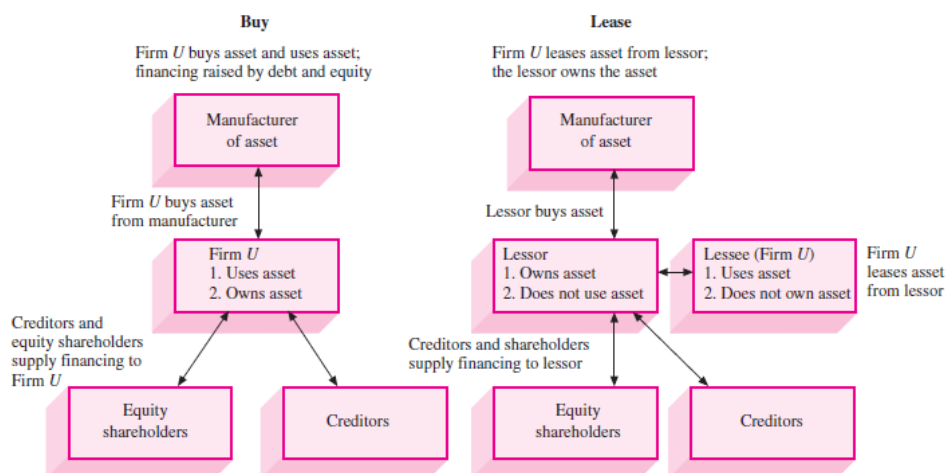 Buy
Firm U buys asset and uses asset;
financing raised by debt and equity
Manufacturer
of asset
Firm U buys asset
from manufacturer
Firm U
1. Uses asset
2. Owns asset
Creditors and
equity shareholders
supply financing to
Firm U
Equity
shareholders
Creditors
Lease
Firm U leases asset from lessor;
the lessor owns the asset
Manufacturer
of asset
Lessor buys asset
Lessor
1. Owns asset
2. Does not use asset
Lessee (Firm U)
1. Uses asset
2. Does not own asset
Firm U
leases asset
from lessor
Creditors and shareholders
supply financing to lessor
Equity
shareholders
Creditors